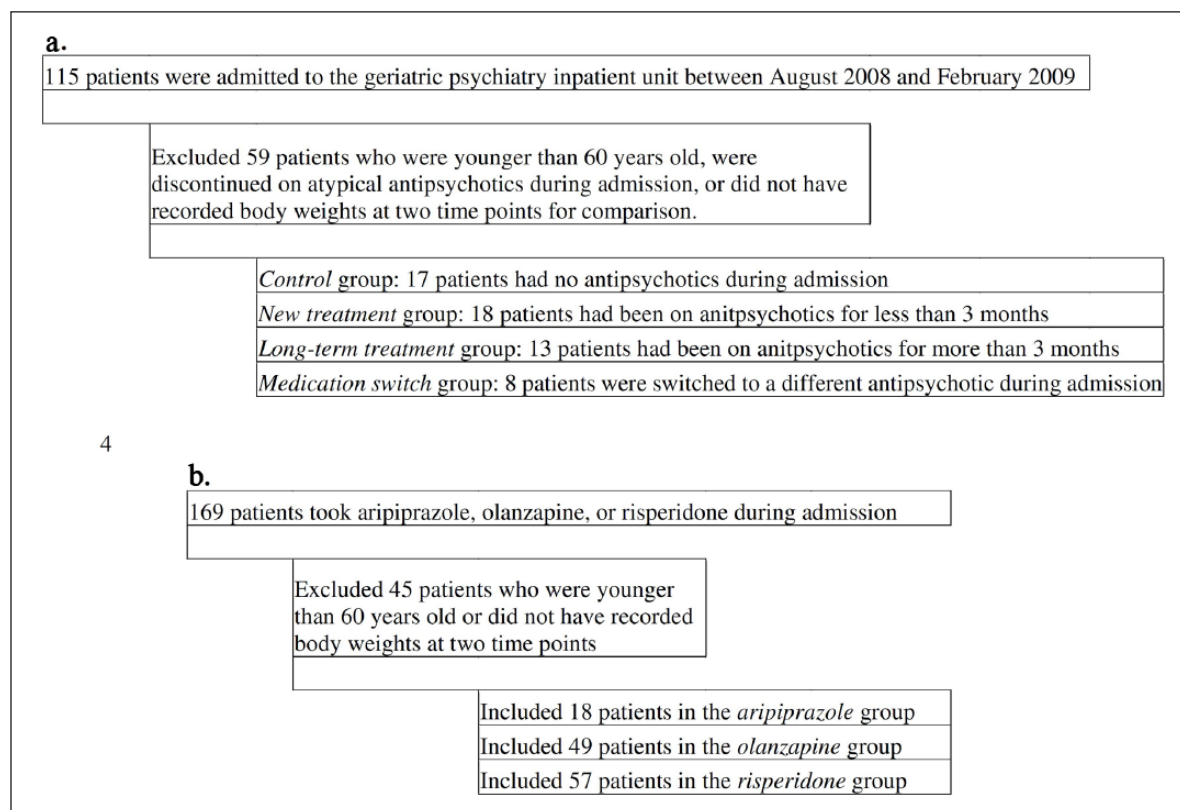 a.
115 patients were admitted to the geriatric psychiatry inpatient unit between August 2008 and February 2009
Excluded 59 patients who were younger than 60 years old, were
discontinued on atypical antipsychotics during admission, or did not have
recorded body weights at two time points for comparison.
Control group: 17 patients had no antipsychotics during admission
New treatment group: 18 patients had been on anitpsychotics for less than 3 months
Long-term treatment group: 13 patients had been on anitpsychotics for more than 3 months
Medication switch group: 8 patients were switched to a different antipsychotic during admission
4
b.
169 patients took aripiprazole, olanzapine, or risperidone during admission
Excluded 45 patients who were younger
than 60 years old or did not have recorded
body weights at two time points
Included 18 patients in the aripiprazole group
Included 49 patients in the olanzapine group
Included 57 patients in the risperidone group